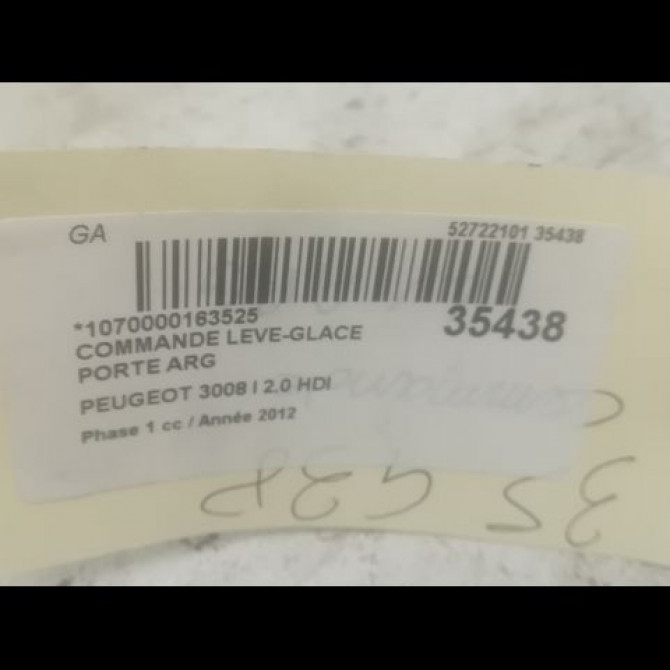 GA
52722101 35438
*1070000163525
35438
COMMANDE LEVE-GLACE
PORTE ARG
PEUGEOT 3008 I 2.0 HDI
Phase 1 cc / Année 2012
35438